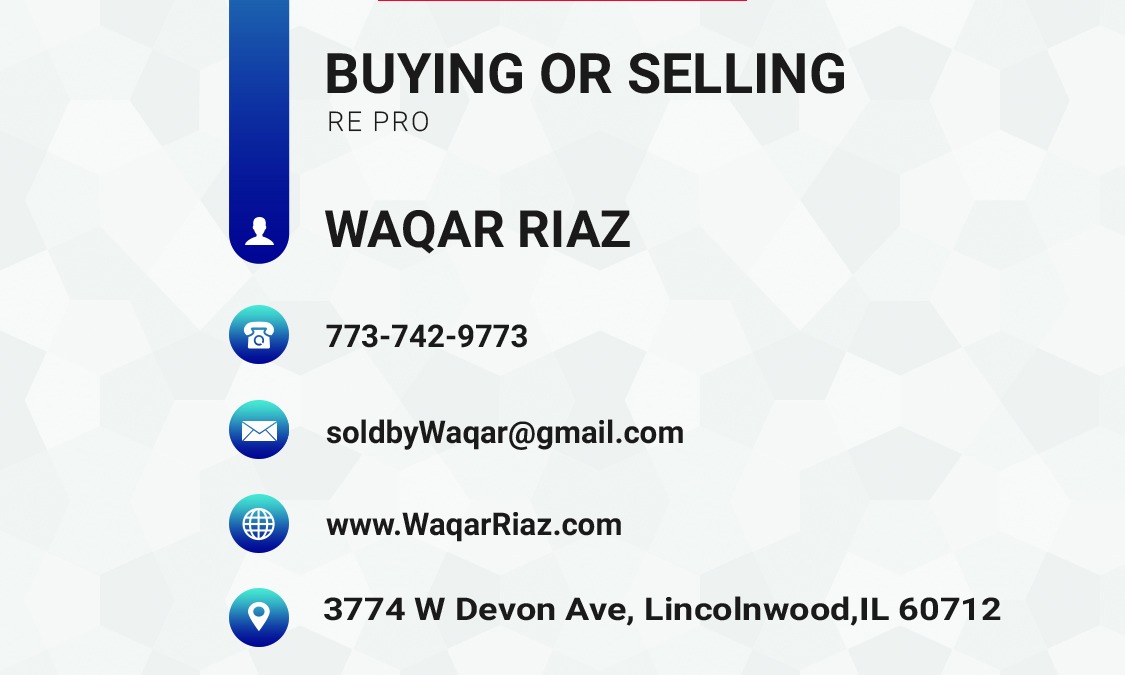 BUYING OR SELLING
RE PRO
WAQAR RIAZ
773-742-9773
soldbyWaqar@gmail.com
www.WaqarRiaz.com
3774 W Devon Ave, Lincolnwood,IL 60712